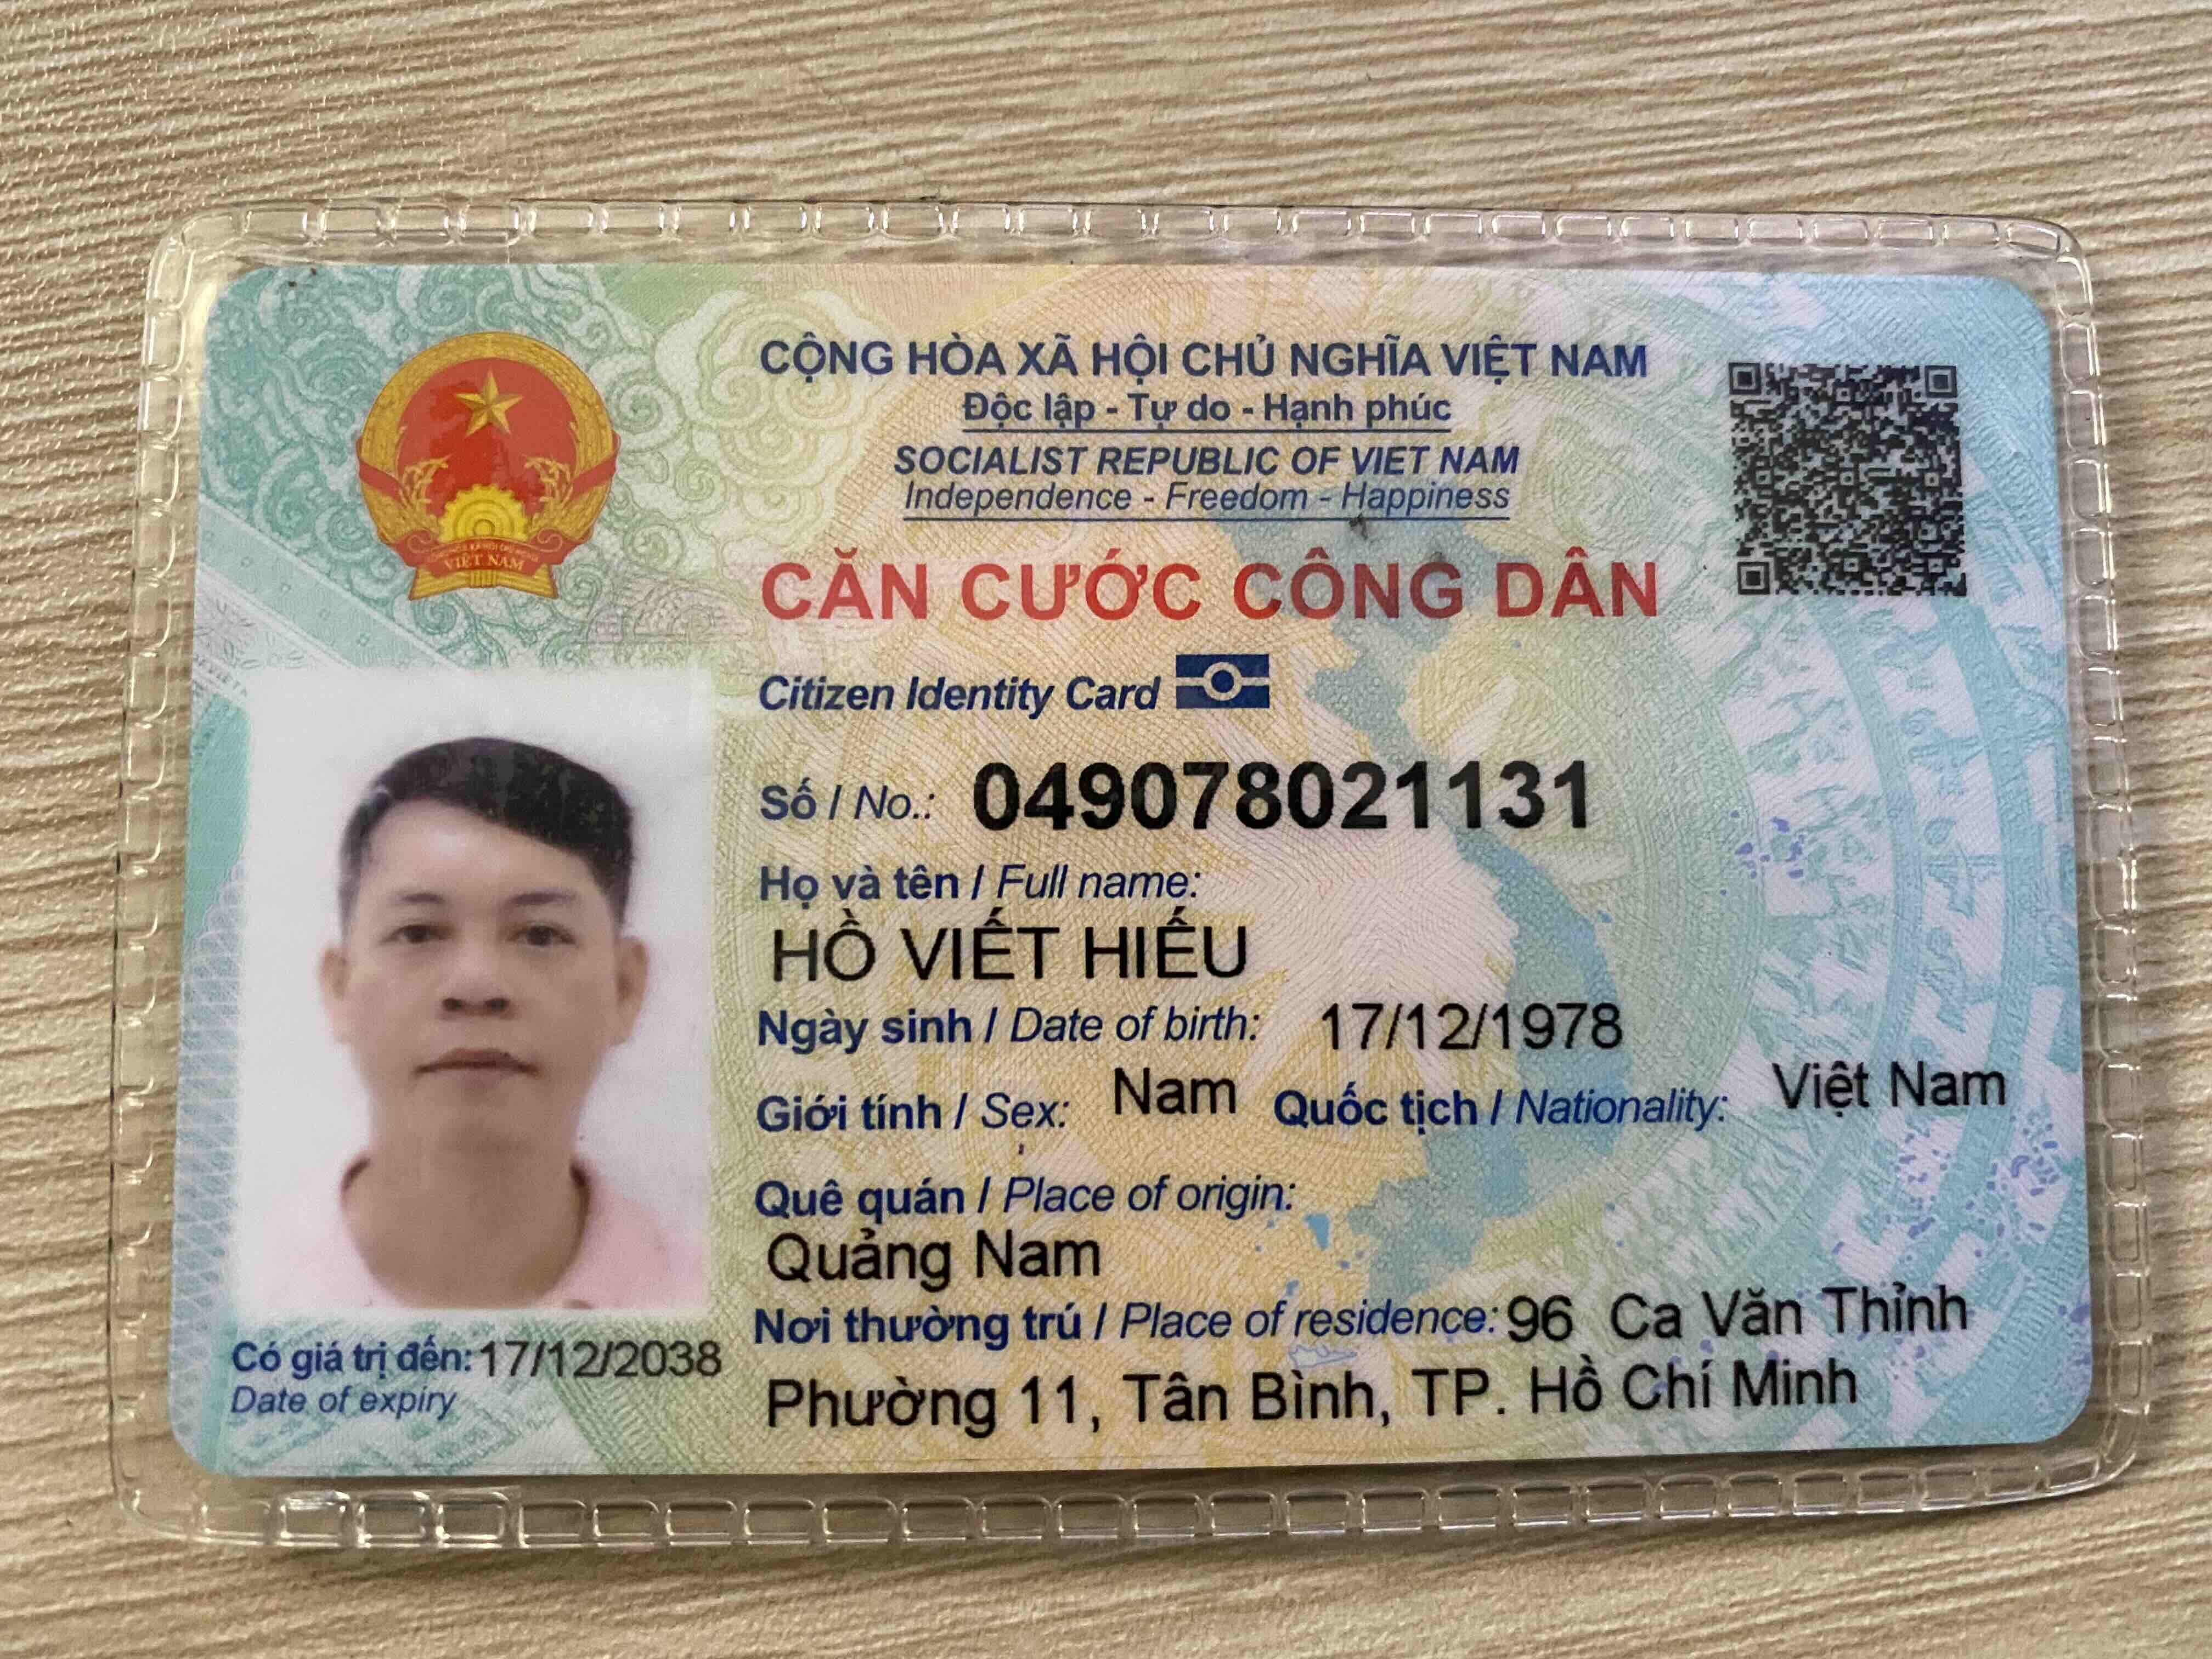 CỘNG HÒA XÃ HỘI CHỦ NGHĨA VIỆT NAM
Độc lập - Tự do - Hạnh phúc
SOCIALIST REPUBLIC OF VIET NAM
Independence - Freedom - Happiness
CĂN CƯỚC CÔNG DÂN
Citizen Identity Card
VIỆT NAM
Số / No.: 049078021131
Họ và tên / Full name:
HỒ VIẾT HIẾU
Ngày sinh / Date of birth: 17/12/1978
Giới tính / Sex: Nam Quốc tịch / Nationality: Việt Nam
Quê quán / Place of origin:
Quảng Nam
Nơi thường trú / Place of residence: 96 Ca Văn Thỉnh
Phường 11, Tân Bình, TP. Hồ Chí Minh
Có giá trị đến: 17/12/2038
Date of expiry